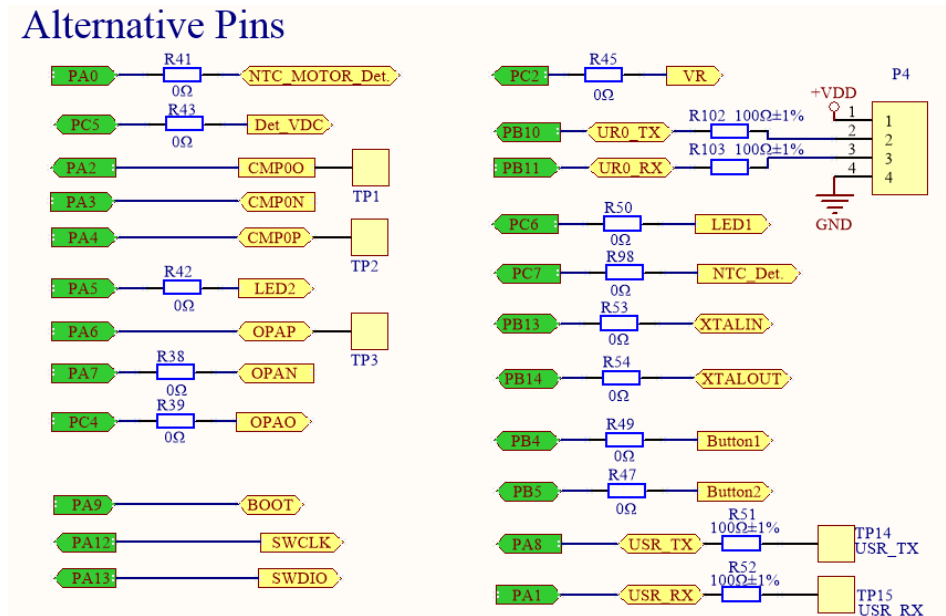 Alternative Pins
PA0 R41 0Ω NTC_MOTOR_Det.
PC5 R43 0Ω Det_VDC
PA2 CMP0O TP1
PA3 CMP0N
PA4 CMP0P TP2
PA5 R42 0Ω LED2
PA6 OPAP TP3
PA7 R38 0Ω OPAN
PC4 R39 0Ω OPAO
PA9 BOOT
PA12 SWCLK
PA13 SWDIO
PC2 R45 0Ω VR
P4
+VDD
PB10 UR0_TX R102 100Ω±1%
PB11 UR0_RX R103 100Ω±1%
1 1
2 2
3 3
4 4
GND
PC6 R50 0Ω LED1
PC7 R98 0Ω NTC_Det.
PB13 R53 0Ω XTALIN
PB14 R54 0Ω XTALOUT
PB4 R49 0Ω Button1
PB5 R47 0Ω Button2
PA8 USR_TX R51 100Ω±1% TP14 USR_TX
PA1 USR_RX R52 100Ω±1% TP15 USR_RX